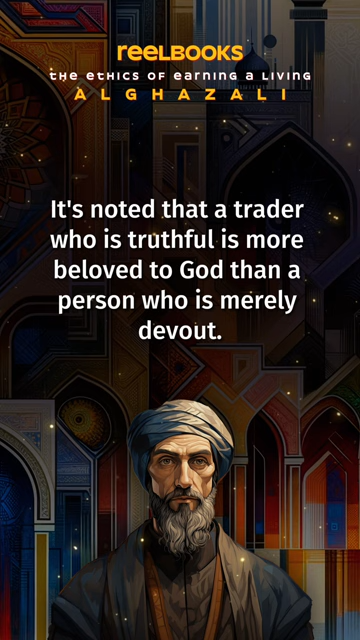 reelBOOKS
the ethics of earning a living
ALGHAZALI
It's noted that a trader
who is truthful is more
beloved to God than a
person who is merely
devout.